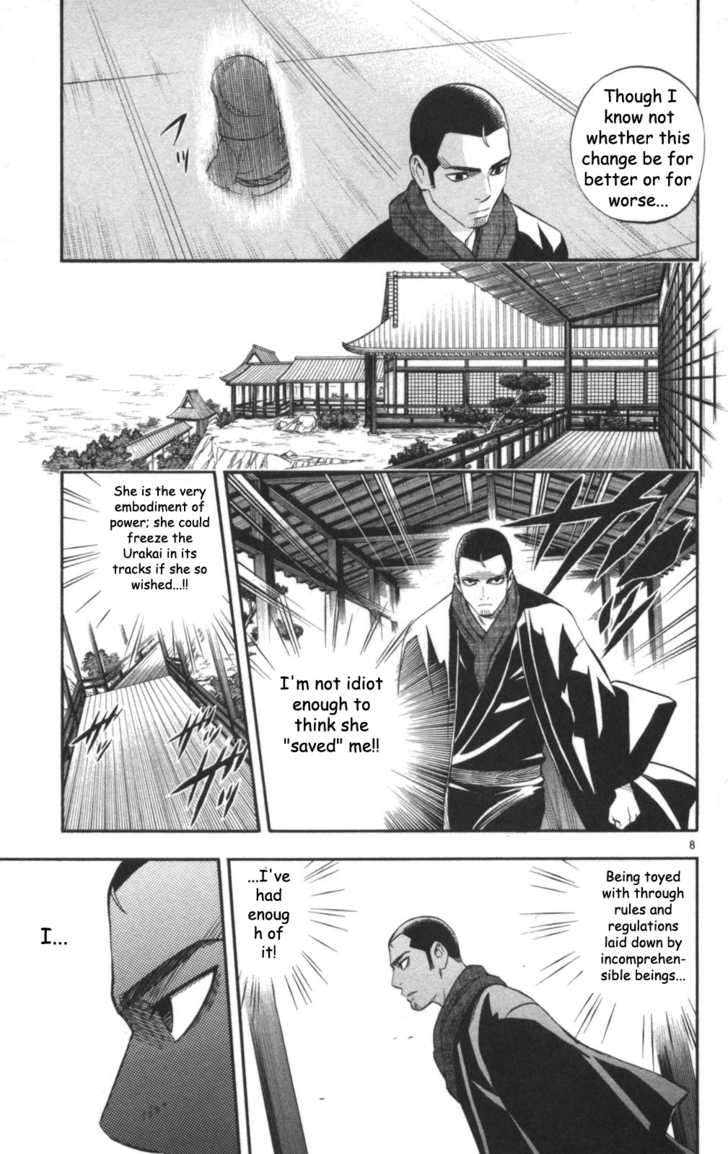 Though I
know not
whether this
change be for
better or for
worse...
I'm not idiot
enough to
think she
"saved" me!!
She is the very
embodiment of
power; she could
freeze the
Urakai in its
tracks if she so
wished...!!
8
Being toyed
with through
rules and
regulations
laid down by
incomprehen-
sible beings...
...I've
had
enoug
h of
it!
I...